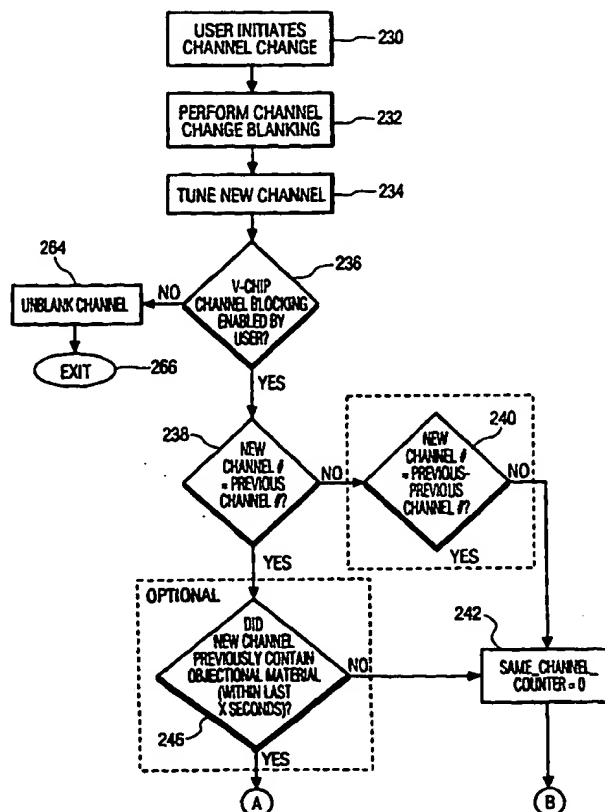 USER INITIATES
CHANNEL CHANGE
230
PERFORM CHANNEL
CHANGE BLANKING
232
TUNE NEW CHANNEL
234
236
V-CHIP
CHANNEL BLOCKING
ENABLED BY
USER?
NO
264
UNBLANK CHANNEL
EXIT
266
YES
238
NEW
CHANNEL #
= PREVIOUS
CHANNEL #?
NO
240
NEW
CHANNEL #
= PREVIOUS-
PREVIOUS
CHANNEL #?
NO
YES
YES
OPTIONAL
DID
NEW CHANNEL
PREVIOUSLY CONTAIN
OBJECTIONAL MATERIAL
(WITHIN LAST
X SECONDS)?
NO
246
YES
242
SAME_CHANNEL_
COUNTER = 0
A
B